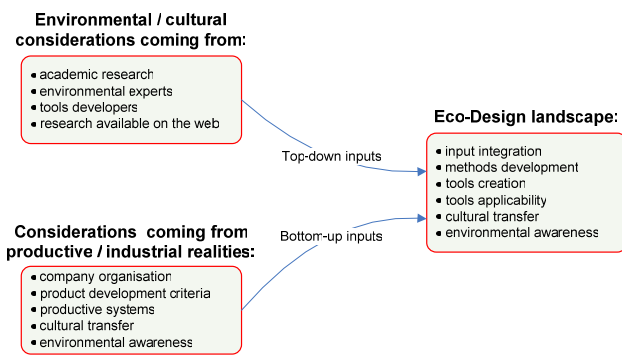 Environmental / cultural
considerations coming from:
• academic research
• environmental experts
• tools developers
• research available on the web
Top-down inputs
Eco-Design landscape:
• input integration
• methods development
• tools creation
• tools applicability
• cultural transfer
• environmental awareness
Considerations coming from
productive / industrial realities:
• company organisation
• product development criteria
• productive systems
• cultural transfer
• environmental awareness
Bottom-up inputs